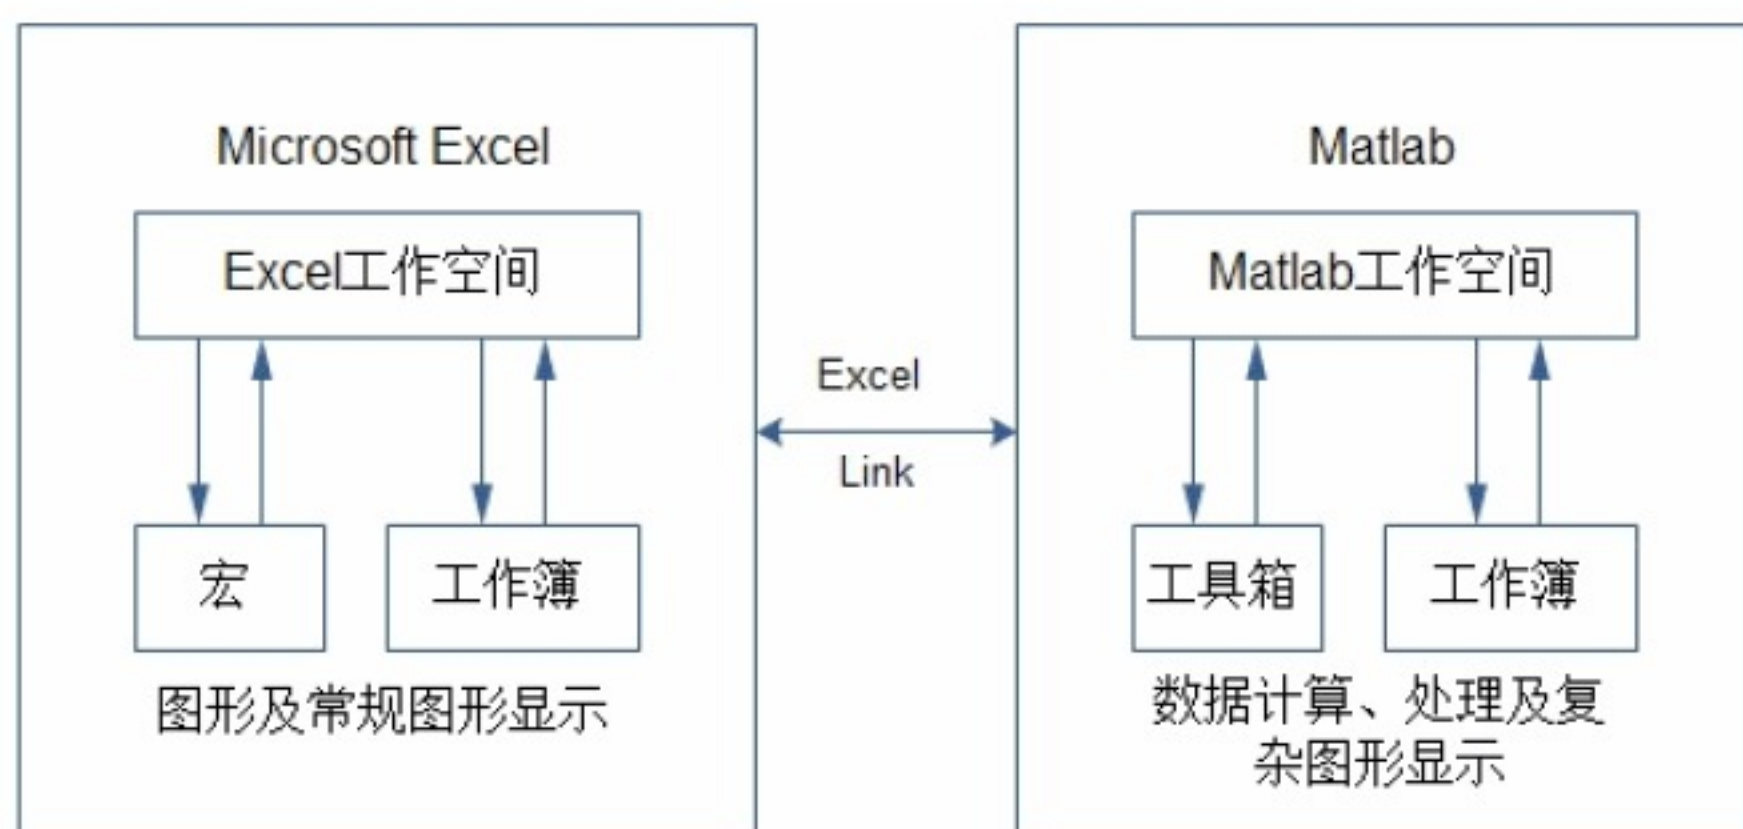 Microsoft Excel
Excel工作空间
宏
工作簿
图形及常规图形显示
Excel
Link
Matlab
Matlab工作空间
工具箱
工作簿
数据计算、处理及复
杂图形显示